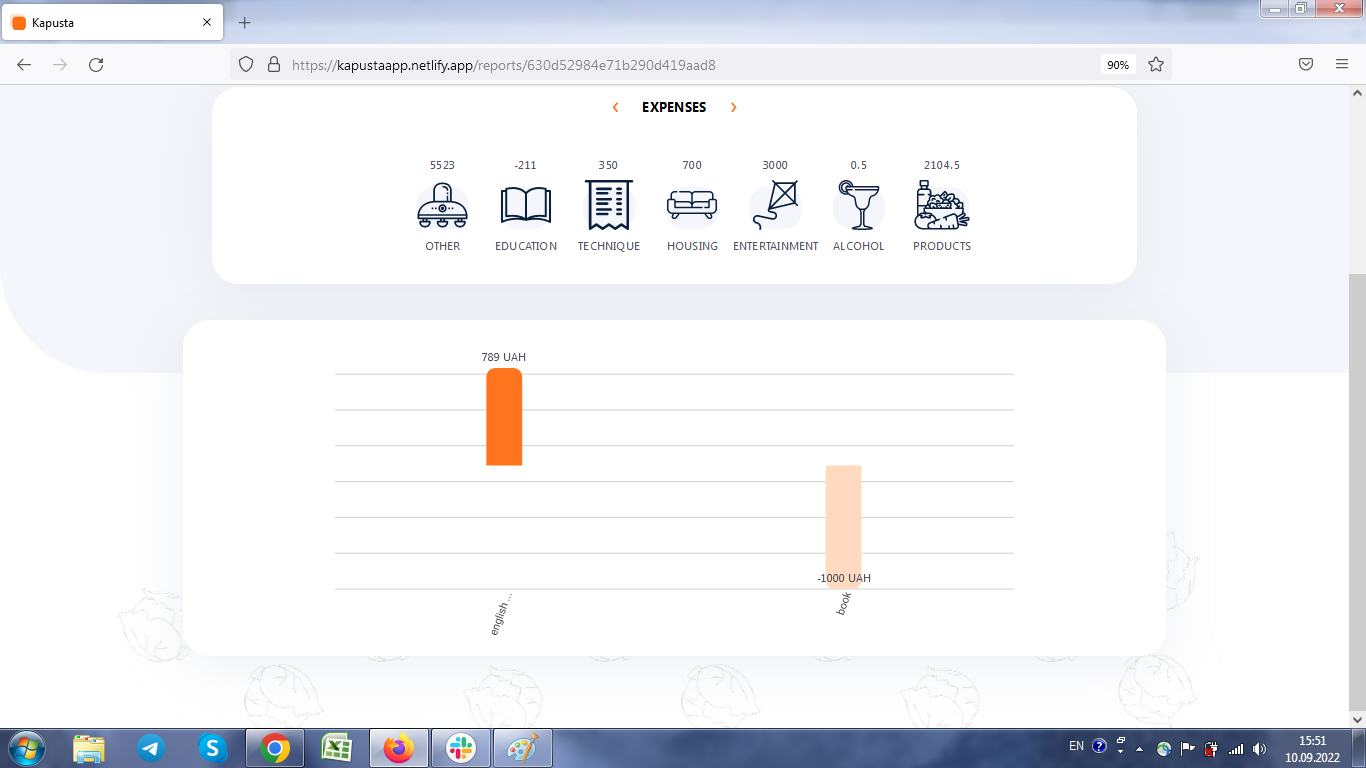 Kapusta
https://kapustaapp.netlify.app/reports/630d52984e71b290d419aad8
90%
EXPENSES
5523 -211 350 700 3000 0.5 2104.5
OTHER EDUCATION TECHNIQUE HOUSING ENTERTAINMENT ALCOHOL PRODUCTS
789 UAH
-1000 UAH
english ...
book
EN
15:51
10.09.2022